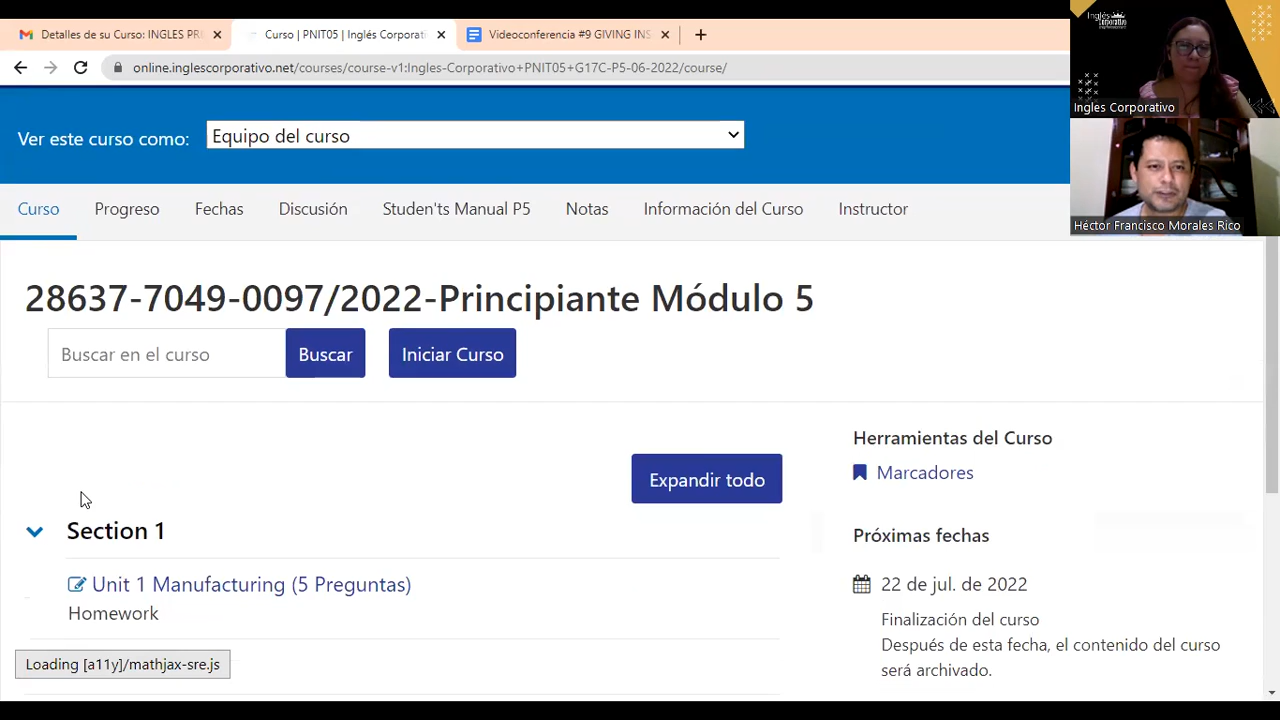 Detalles de su Curso: INGLES PRI
Curso | PNIT05 | Inglés Corporati
Videoconferencia #9 GIVING INS
online.inglescorporativo.net/courses/course-v1:Ingles-Corporativo+PNIT05+G17C-P5-06-2022/course/
Inglés
Corporativo
Ingles Corporativo
Héctor Francisco Morales Rico
Ver este curso como:
Equipo del curso
Curso
Progreso
Fechas
Discusión
Studen'ts Manual P5
Notas
Información del Curso
Instructor
28637-7049-0097/2022-Principiante Módulo 5
Buscar en el curso
Buscar
Iniciar Curso
Herramientas del Curso
Marcadores
Expandir todo
Section 1
Próximas fechas
Unit 1 Manufacturing (5 Preguntas)
Homework
22 de jul. de 2022
Finalización del curso
Después de esta fecha, el contenido del curso
será archivado.
Loading [a11y]/mathjax-sre.js